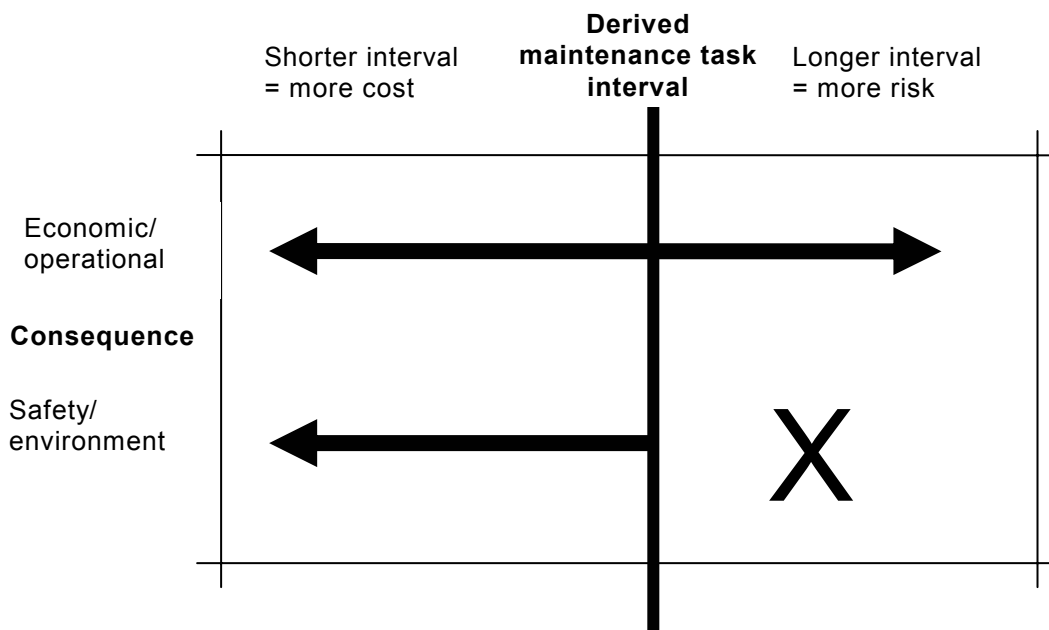 Derived
maintenance task
interval
Shorter interval
= more cost
Longer interval
= more risk
Economic/
operational
Consequence
Safety/
environment
X